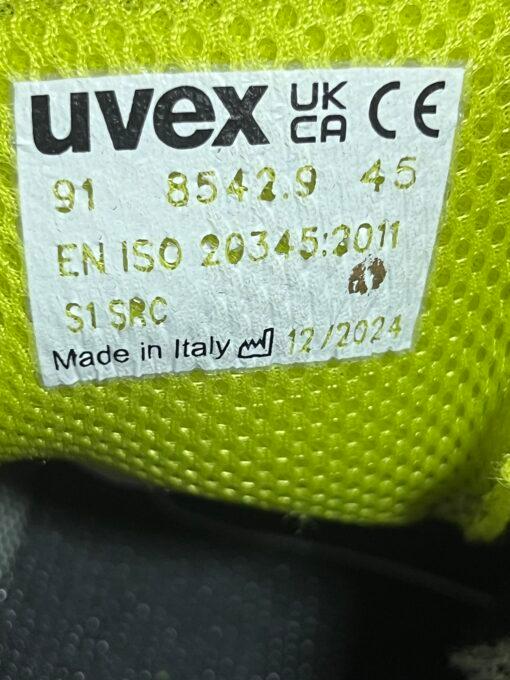 uvex UK CA CE
91 8542.9 45
EN ISO 20345:2011
S1 SRC
Made in Italy 12/2024